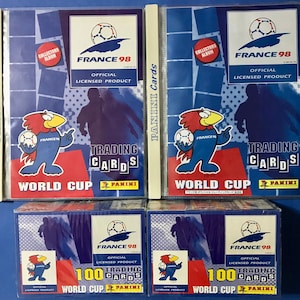 FRANCE 98
OFFICIAL
LICENSED PRODUCT
COLLECTORS
ALBUM
TRADING
CARDS
WORLD CUP
PANINI
PANINI Cards
FRANCE 98
OFFICIAL
LICENSED PRODUCT
COLLECTORS
ALBUM
TRADING
CARDS
WORLD CUP
PANINI
FRANCE 98
OFFICIAL
LICENSED PRODUCT
100
TRADING
CARDS
WORLD CUP
PANINI
FRANCE 98
OFFICIAL
LICENSED PRODUCT
100
TRADING
CARDS
WORLD CUP
PANINI